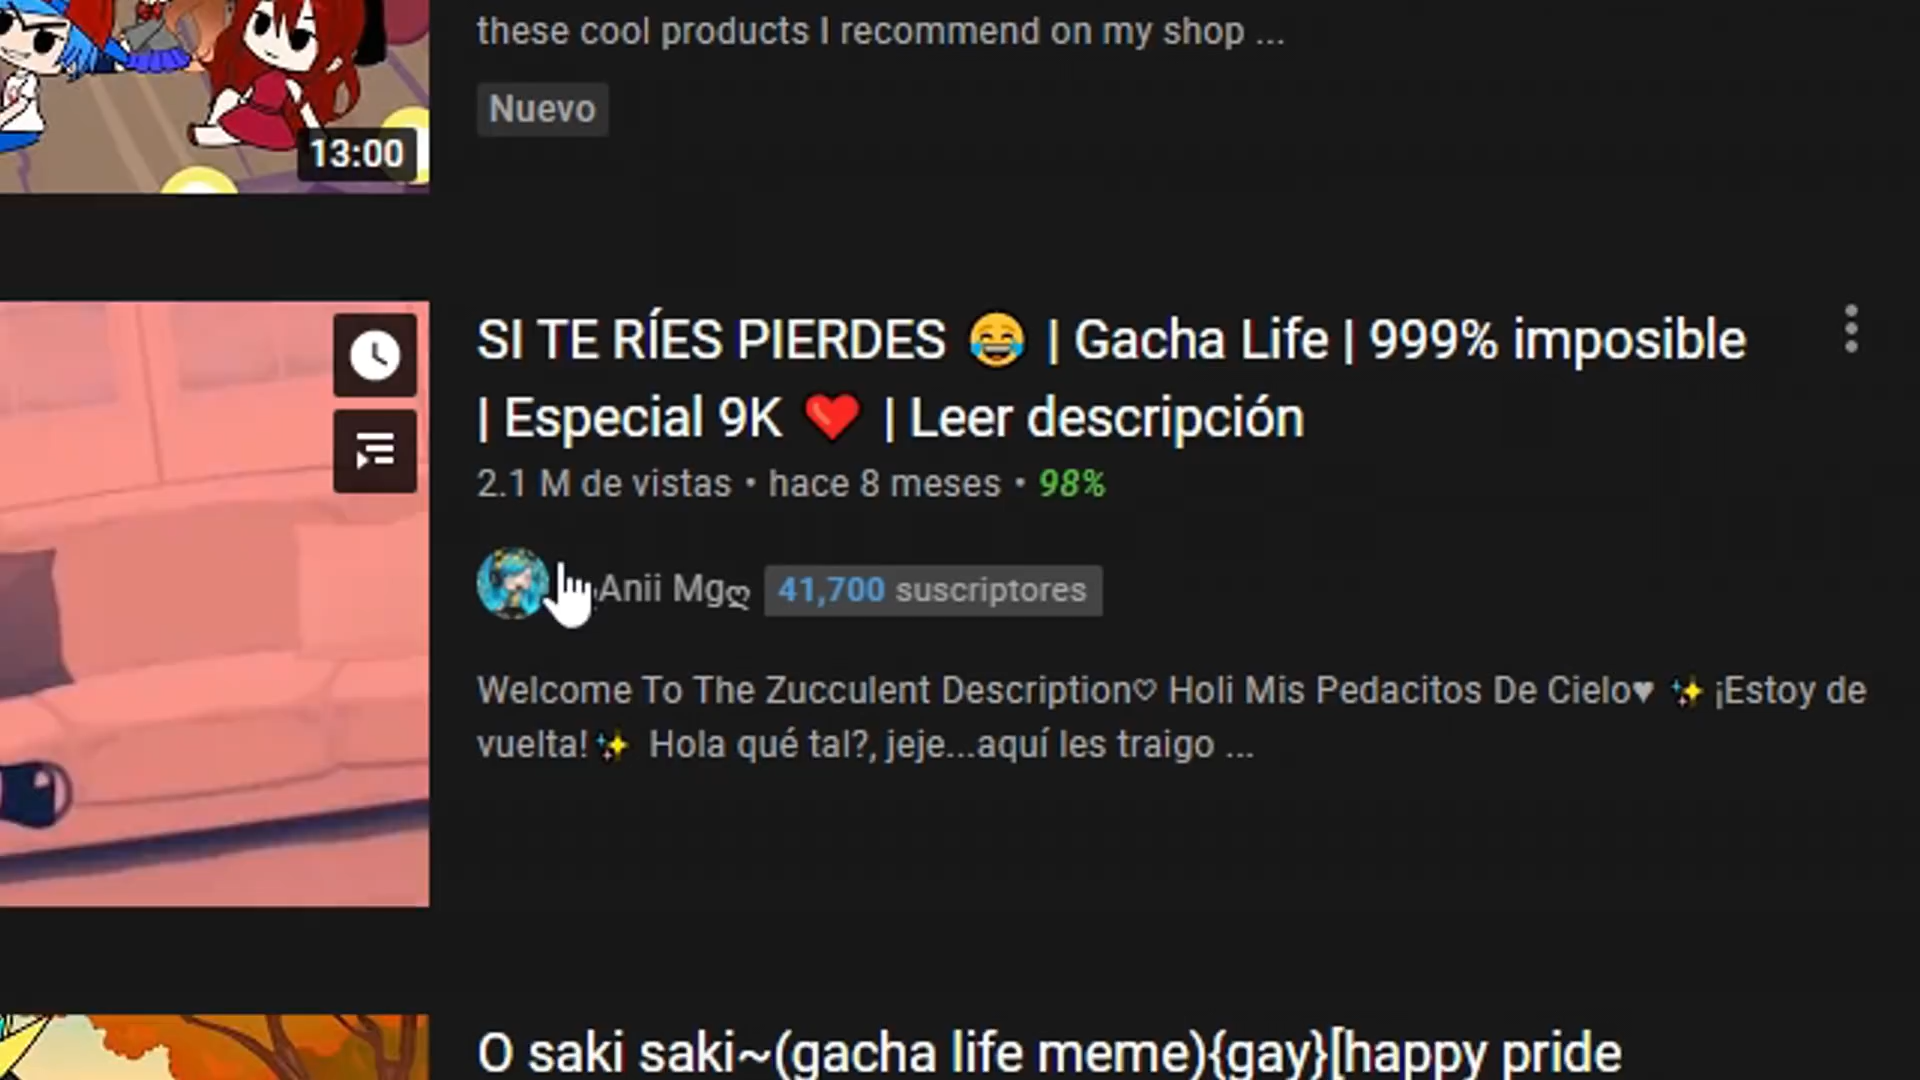 these cool products I recommend on my shop ...
Nuevo
13:00
SI TE RÍES PIERDES 😂 | Gacha Life | 999% imposible
| Especial 9K ❤️ | Leer descripción
2.1 M de vistas • hace 8 meses • 98%
Anii Mgღ 41,700 suscriptores
Welcome To The Zucculent Description♡ Holi Mis Pedacitos De Cielo♥ ✨ ¡Estoy de
vuelta!✨ Hola qué tal?, jeje...aquí les traigo ...
O saki saki~(gacha life meme){gay}[happy pride